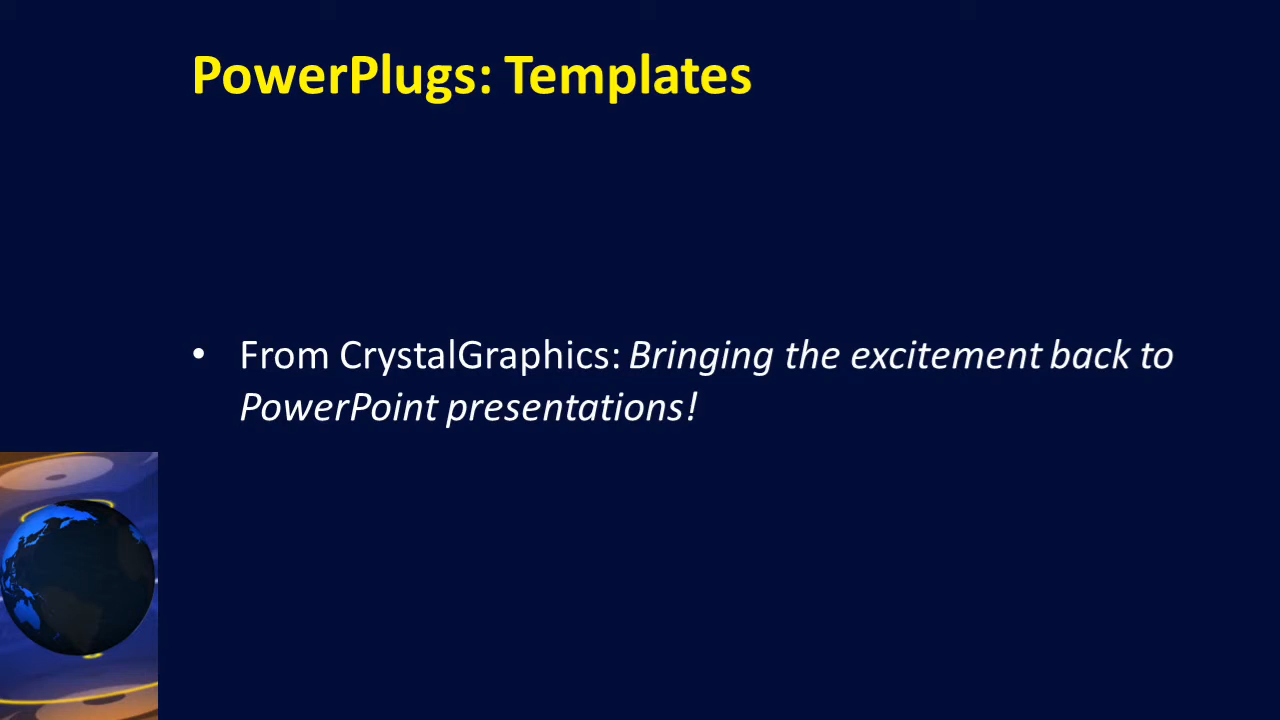 PowerPlugs: Templates
• From CrystalGraphics: Bringing the excitement back to
PowerPoint presentations!